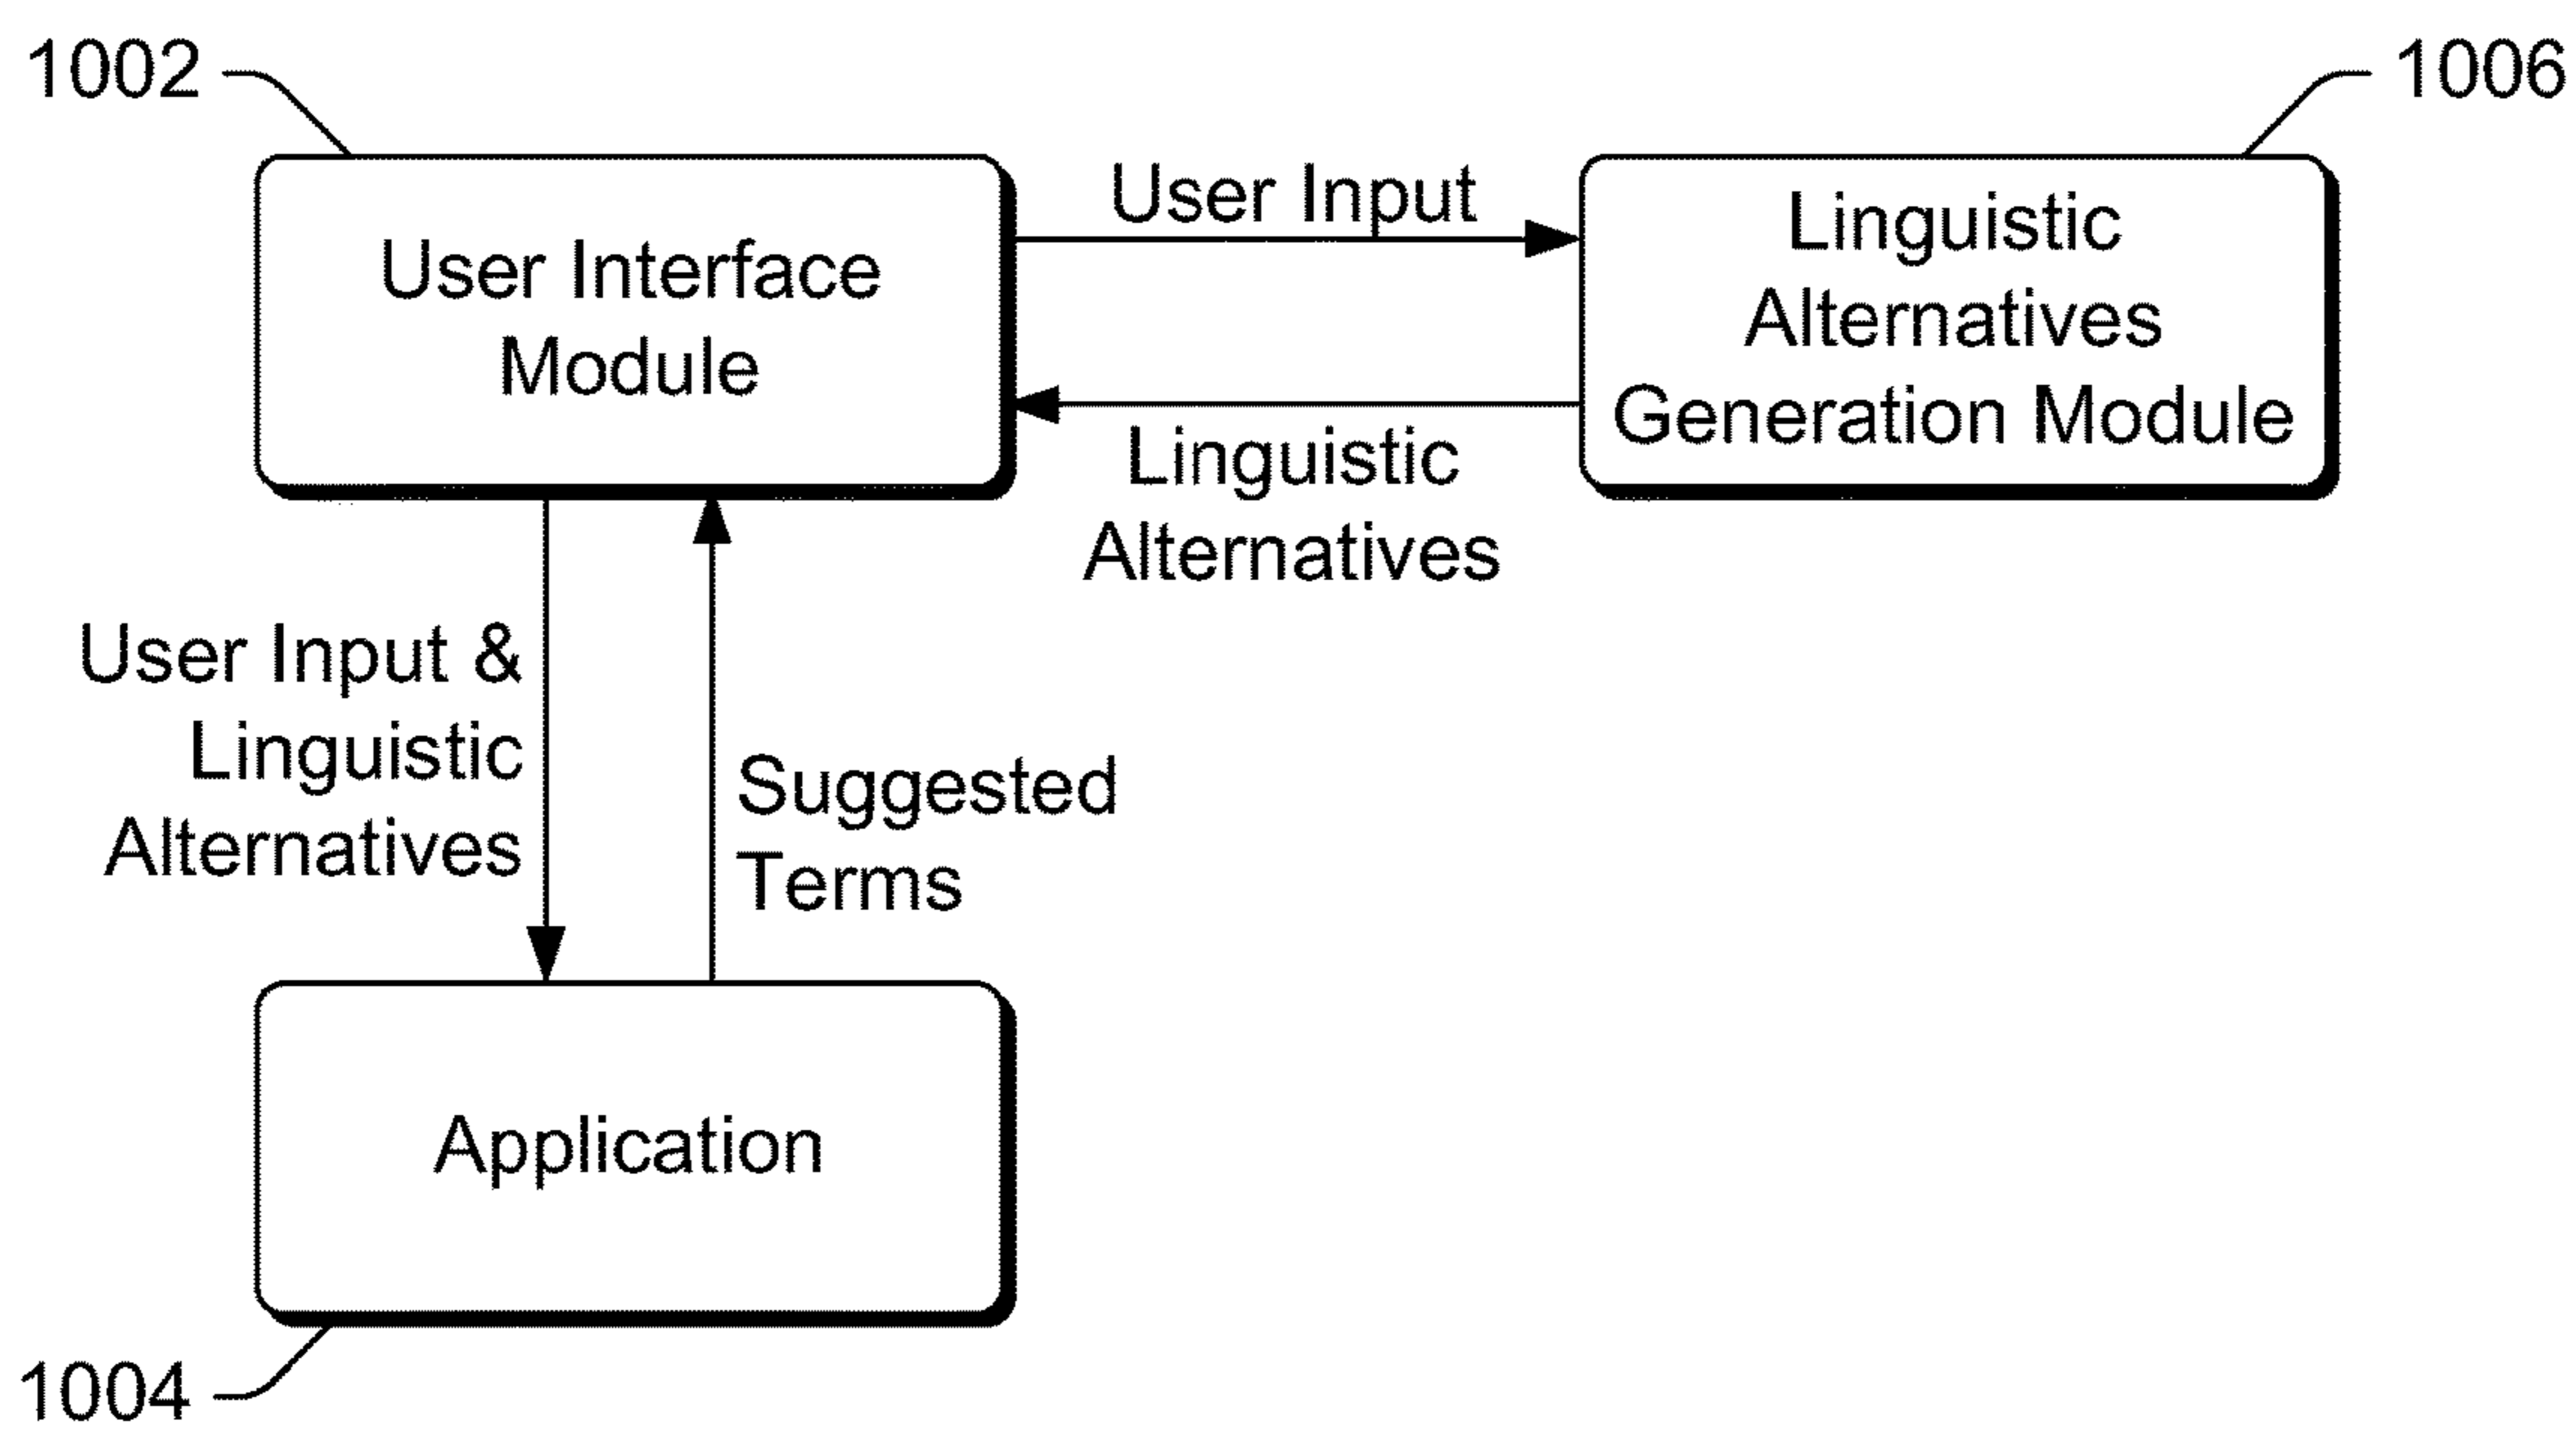 1002
1006
User Interface
Module
User Input
Linguistic
Alternatives
Generation Module
Linguistic
Alternatives
User Input &
Linguistic
Alternatives
Suggested
Terms
Application
1004